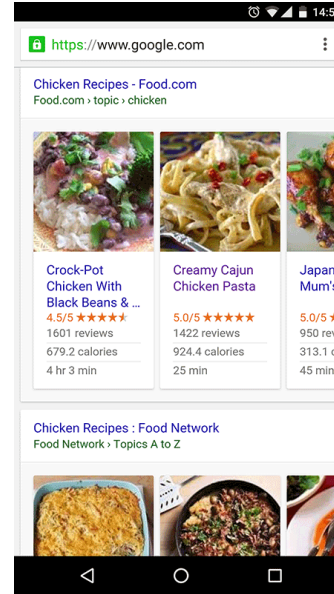 14:5
https://www.google.com
Chicken Recipes - Food.com
Food.com › topic › chicken
Crock-Pot
Chicken With
Black Beans & ...
4.5/5
1601 reviews
679.2 calories
4 hr 3 min
Creamy Cajun
Chicken Pasta
5.0/5
1422 reviews
924.4 calories
25 min
Japan
Mum's
5.0/5
950 re
313.1 c
45 min
Chicken Recipes : Food Network
Food Network › Topics A to Z